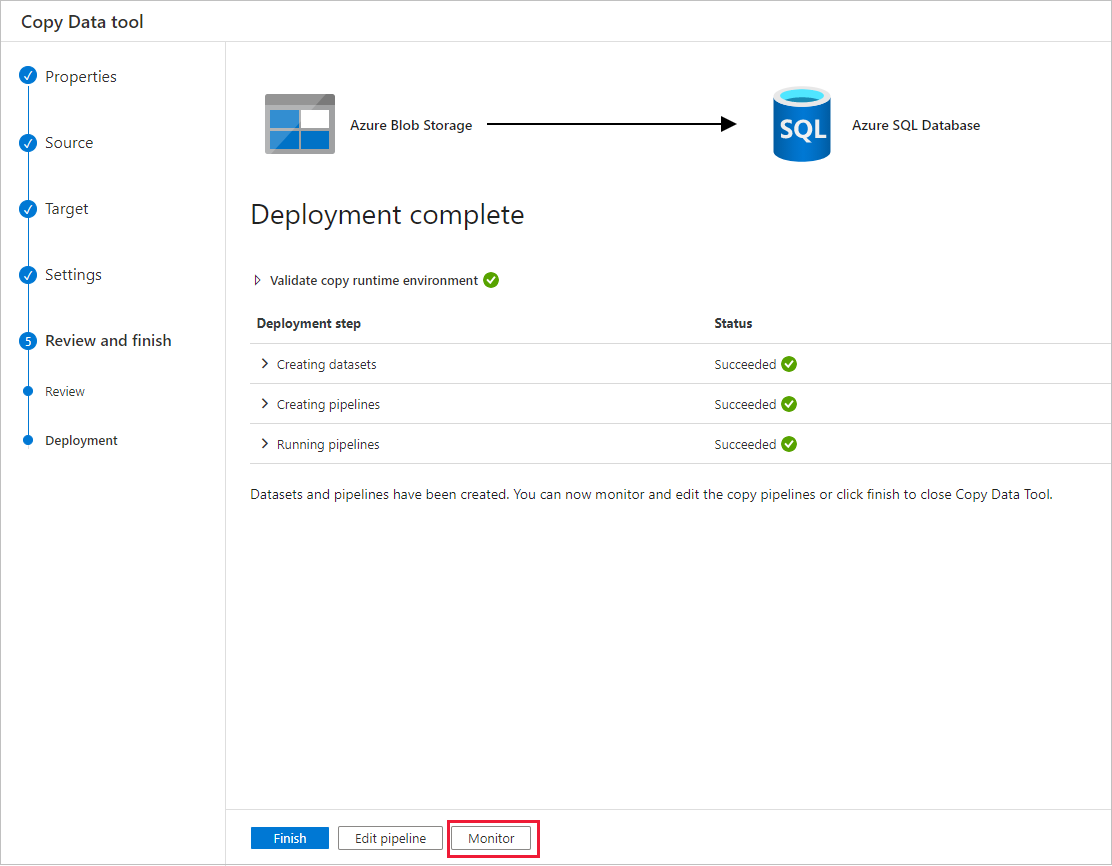 Copy Data tool
Properties
Source
Target
Settings
5 Review and finish
Review
Deployment
Azure Blob Storage
SQL
Azure SQL Database
Deployment complete
Validate copy runtime environment
Deployment step Status
Creating datasets Succeeded
Creating pipelines Succeeded
Running pipelines Succeeded
Datasets and pipelines have been created. You can now monitor and edit the copy pipelines or click finish to close Copy Data Tool.
Finish Edit pipeline Monitor